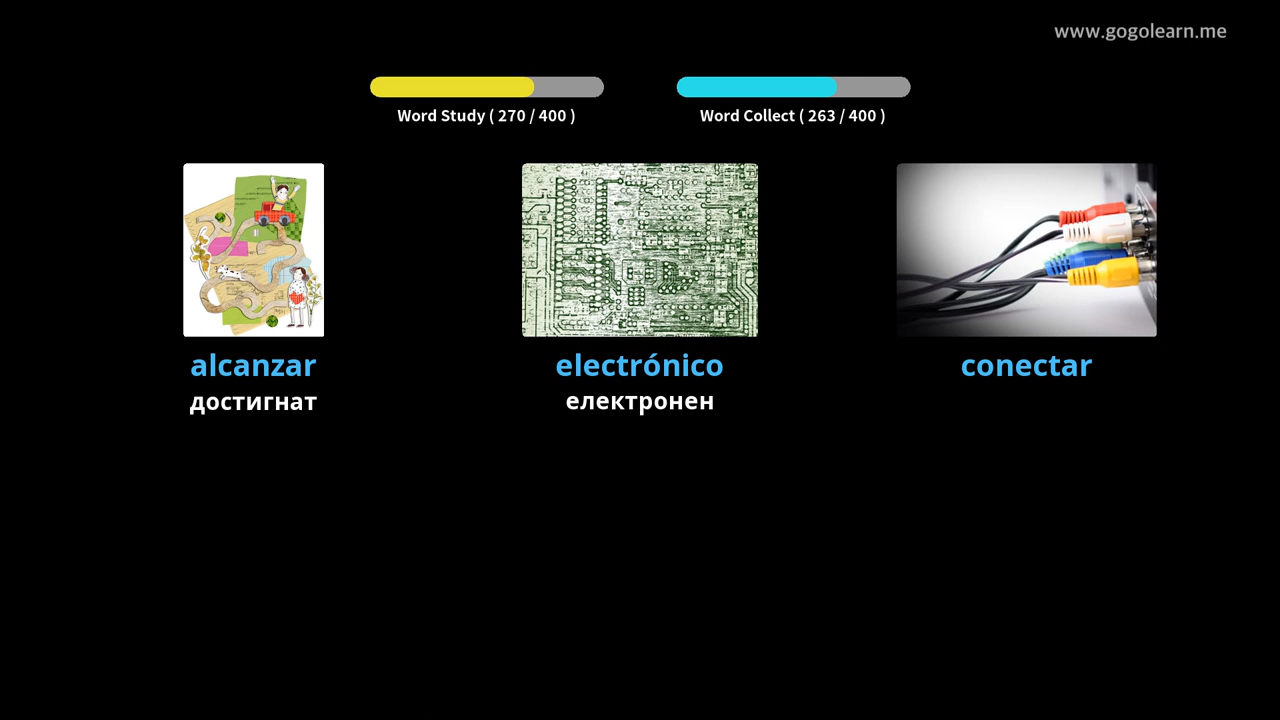 www.gogolearn.me
Word Study ( 270 / 400 )
Word Collect ( 263 / 400 )
alcanzar
достигнат
electrónico
електронен
conectar